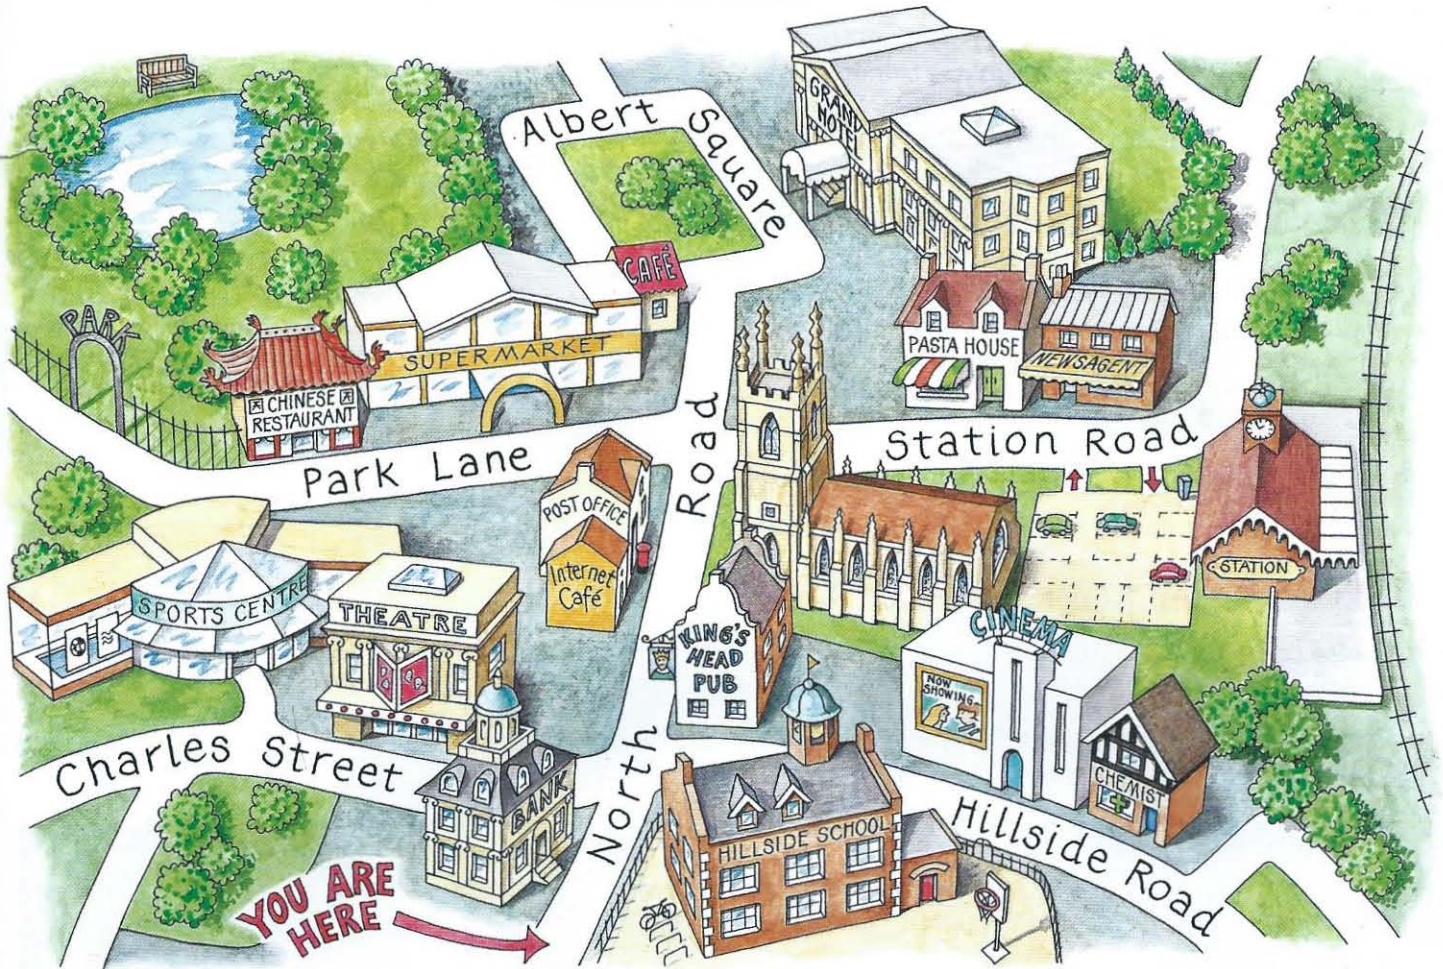 Albert Square
GRAND
HOTEL
CAFÉ
PARK
SUPERMARKET
CHINESE
RESTAURANT
PASTA HOUSE
NEWSAGENT
Park Lane
Station Road
POST OFFICE
Internet
Café
STATION
SPORTS CENTRE
THEATRE
KING'S
HEAD
PUB
CINEMA
NOW
SHOWING
Charles Street
BANK
North Road
HILLSIDE SCHOOL
CHEMIST
Hillside Road
YOU ARE
HERE